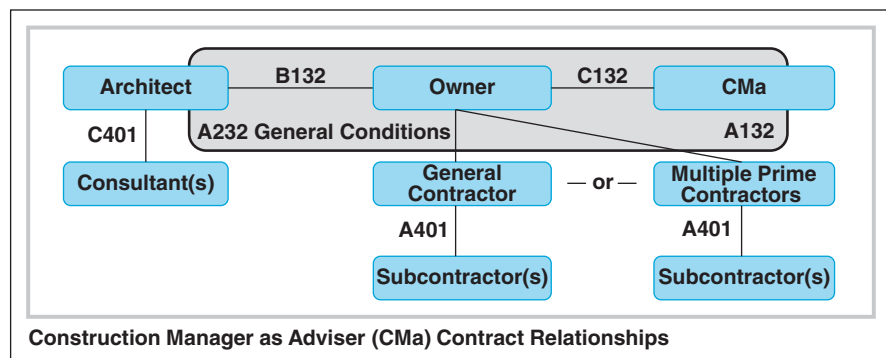 B132
C132
Architect
Owner
CMa
C401
A232 General Conditions
A132
Consultant(s)
General
Contractor
— or —
Multiple Prime
Contractors
A401
A401
Subcontractor(s)
Subcontractor(s)
Construction Manager as Adviser (CMa) Contract Relationships